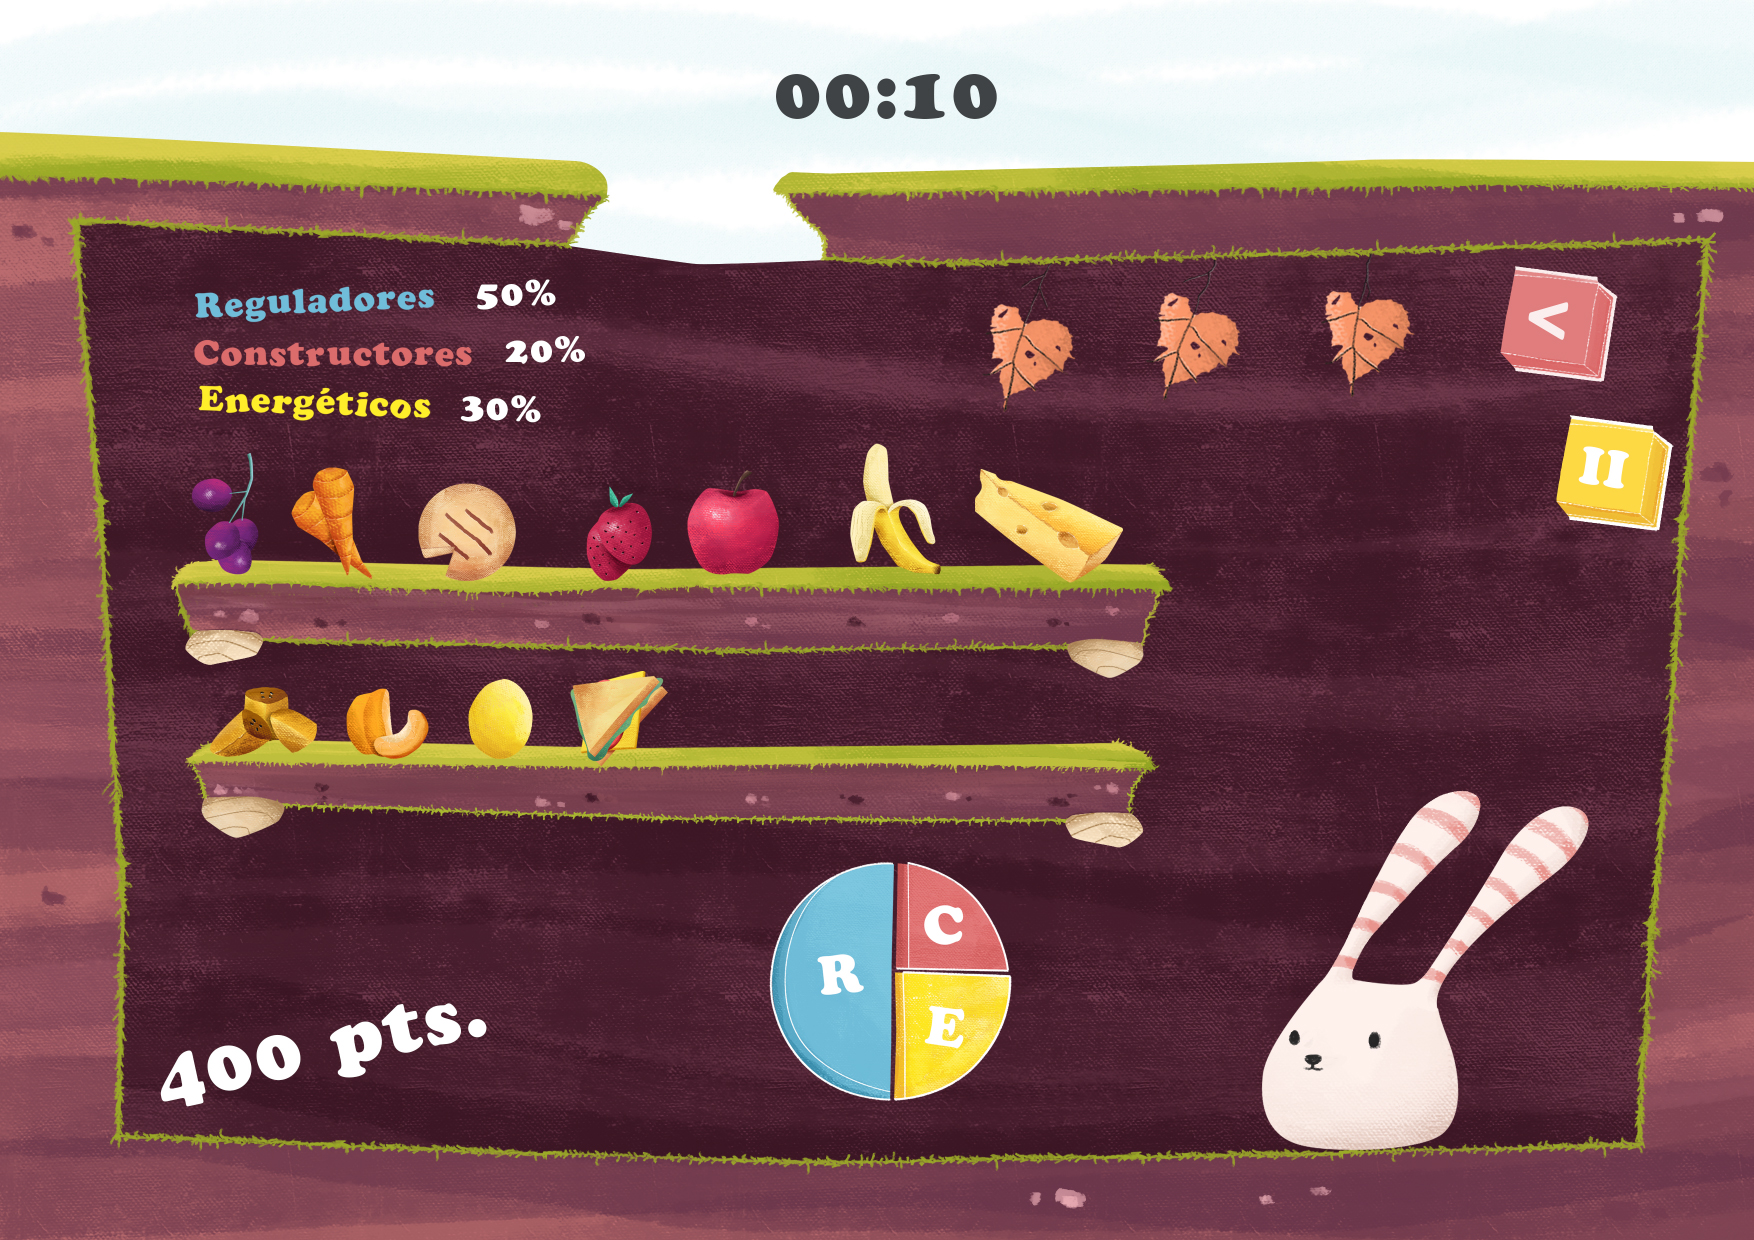 00:10
Reguladores 50%
Constructores 20%
Energéticos 30%
<
II
R
C
E
400 pts.